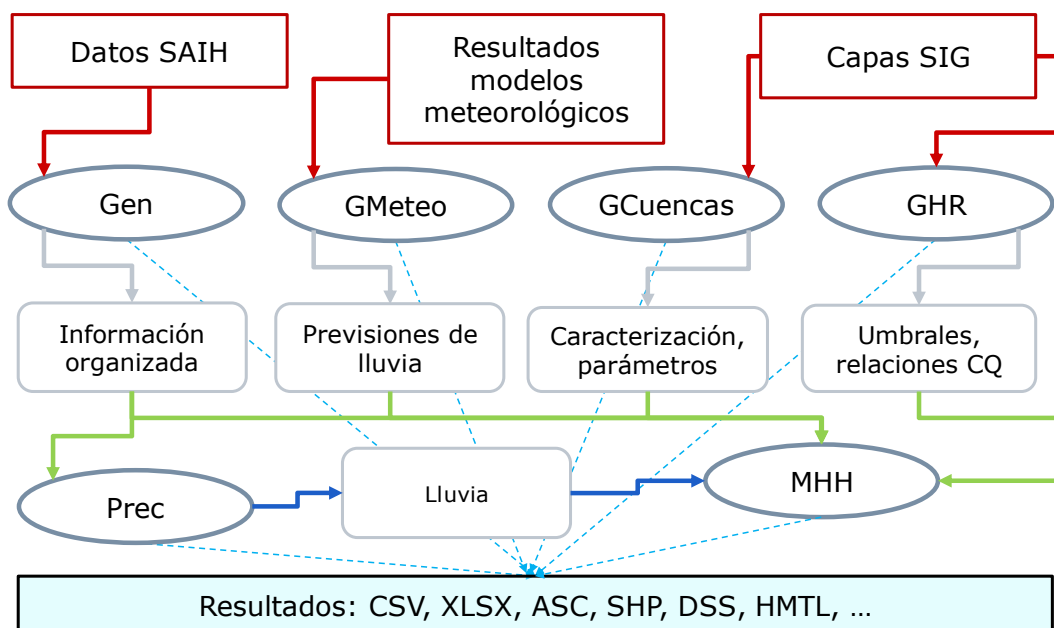 Datos SAIH
Resultados
modelos
meteorológicos
Capas SIG
Gen
GMeteo
GCuencas
GHR
Información
organizada
Previsiones de
lluvia
Caracterización,
parámetros
Umbrales,
relaciones CQ
Prec
Lluvia
MHH
Resultados: CSV, XLSX, ASC, SHP, DSS, HMTL, ...